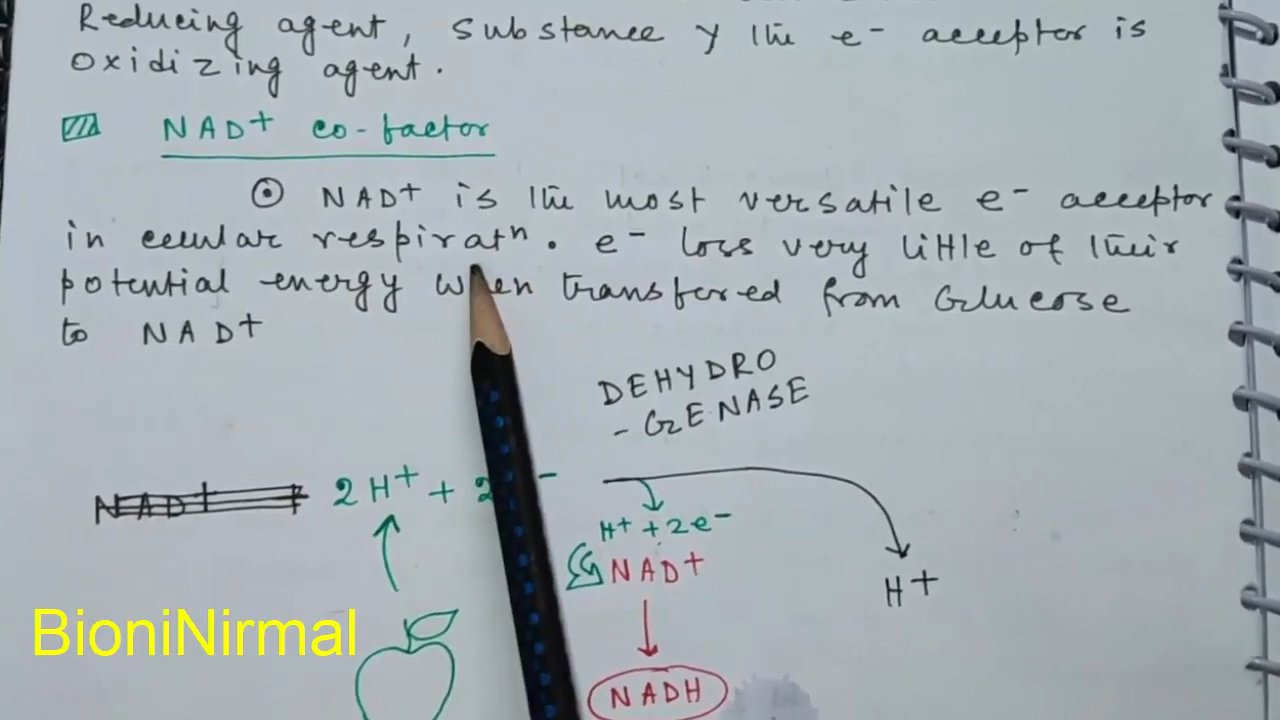 Reducing agent, substance y the e- acceptor is
oxidizing agent.
NAD+ co-factor
NAD+ is the most versatile e- acceptor
in cellular respiratn. e- loss very little of their
potential energy when transferred from Glucose
to NAD+
DEHYDRO
-GENASE
NAD+ + 2H+ + 2 -
H+ + 2e-
NAD+
H+
NADH
BioniNirmal